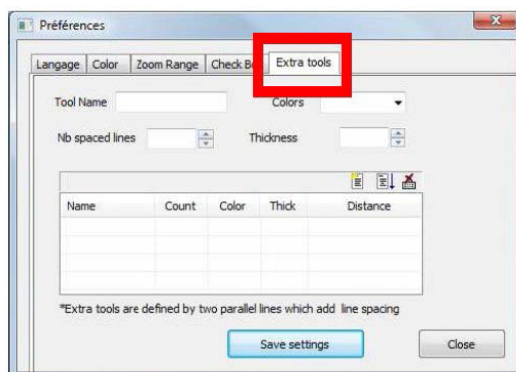 Préférences
Langage Color Zoom Range Check Extra tools
Tool Name Colors
Nb spaced lines Thickness
Name Count Color Thick Distance
*Extra tools are defined by two parallel lines which add line spacing
Save settings Close